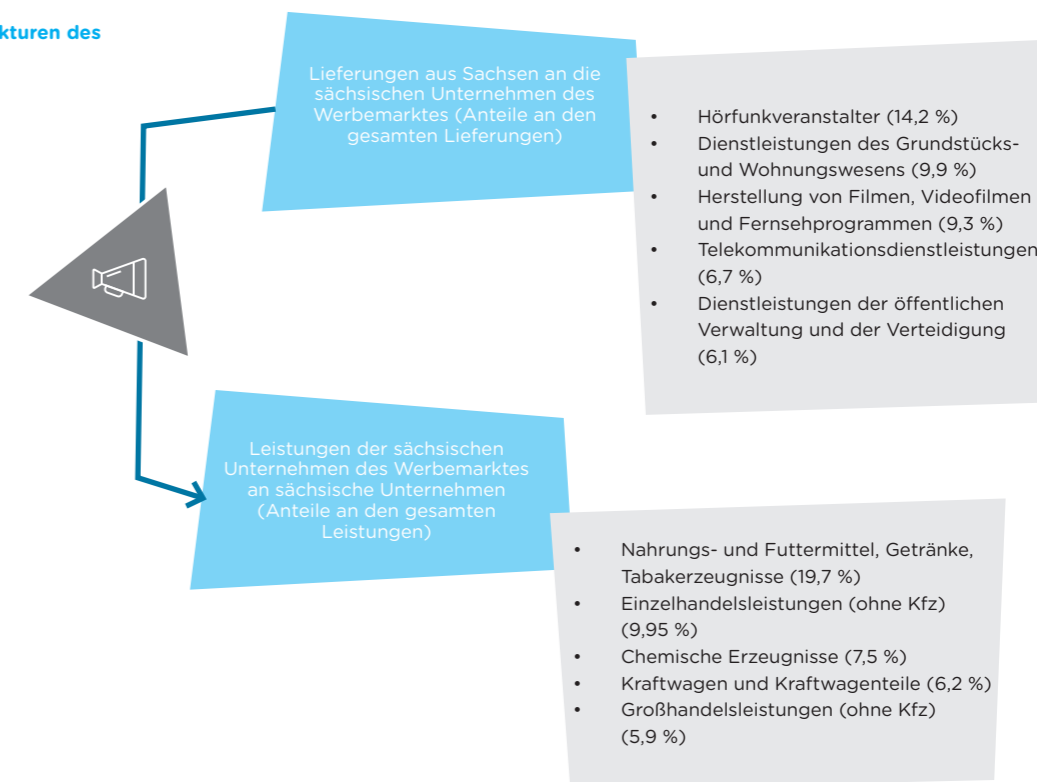 kturen des
Lieferungen aus Sachsen an die
sächsischen Unternehmen des
Werbemarktes (Anteile an den
gesamten Lieferungen)
• Hörfunkveranstalter (14,2 %)
• Dienstleistungen des Grundstücks-
und Wohnungswesens (9,9 %)
• Herstellung von Filmen, Videofilmen
und Fernsehprogrammen (9,3 %)
• Telekommunikationsdienstleistungen
(6,7 %)
• Dienstleistungen der öffentlichen
Verwaltung und der Verteidigung
(6,1 %)
Leistungen der sächsischen
Unternehmen des Werbemarktes
an sächsische Unternehmen
(Anteile an den gesamten
Leistungen)
• Nahrungs- und Futtermittel, Getränke,
Tabakerzeugnisse (19,7 %)
• Einzelhandelsleistungen (ohne Kfz)
(9,95 %)
• Chemische Erzeugnisse (7,5 %)
• Kraftwagen und Kraftwagenteile (6,2 %)
• Großhandelsleistungen (ohne Kfz)
(5,9 %)